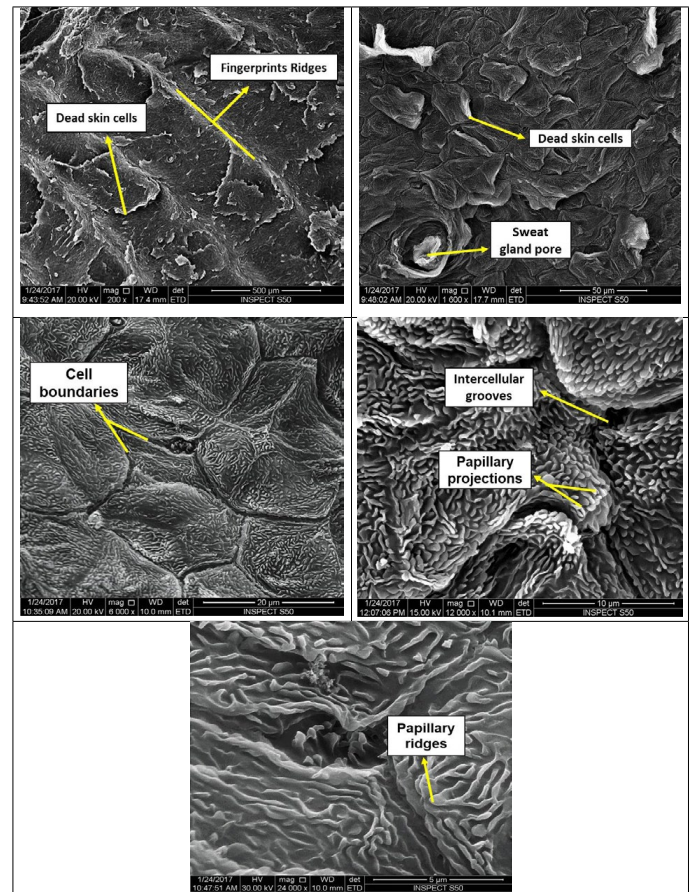 Fingerprints Ridges
Dead skin cells
1/24/2017 HV mag □ WD det 500 µm
9:43:52 AM 20.00 kV 200 x 17.4 mm ETD INSPECT S50
Dead skin cells
Sweat
gland pore
1/24/2017 HV mag □ WD det 50 µm
9:48:02 AM 20.00 kV 1 600 x 17.7 mm ETD INSPECT S50
Cell
boundaries
1/24/2017 HV mag □ WD det 20 µm
10:35:09 AM 20.00 kV 6 000 x 10.0 mm ETD INSPECT S50
Intercellular
grooves
Papillary
projections
1/24/2017 HV mag □ WD det 10 µm
12:07:06 PM 15.00 kV 12 000 x 10.1 mm ETD INSPECT S50
Papillary
ridges
1/24/2017 HV mag □ WD det 5 µm
10:47:51 AM 30.00 kV 24 000 x 10.0 mm ETD INSPECT S50